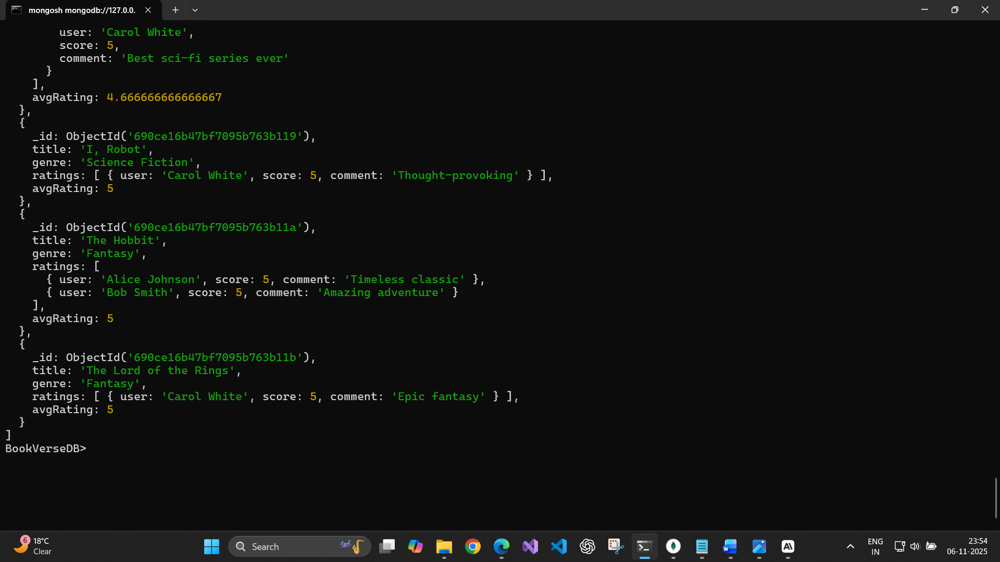 mongosh mongodb://127.0.0.
user: 'Carol White',
score: 5,
comment: 'Best sci-fi series ever'
}
],
avgRating: 4.666666666666667
},
{
_id: ObjectId('690ce16b47bf7095b763b119'),
title: 'I, Robot',
genre: 'Science Fiction',
ratings: [ { user: 'Carol White', score: 5, comment: 'Thought-provoking' } ],
avgRating: 5
},
{
_id: ObjectId('690ce16b47bf7095b763b11a'),
title: 'The Hobbit',
genre: 'Fantasy',
ratings: [
{ user: 'Alice Johnson', score: 5, comment: 'Timeless classic' },
{ user: 'Bob Smith', score: 5, comment: 'Amazing adventure' }
],
avgRating: 5
},
{
_id: ObjectId('690ce16b47bf7095b763b11b'),
title: 'The Lord of the Rings',
genre: 'Fantasy',
ratings: [ { user: 'Carol White', score: 5, comment: 'Epic fantasy' } ],
avgRating: 5
}
]
BookVerseDB>
6
18°C
Clear
Search
W
A\
ENG
IN
23:54
06-11-2025